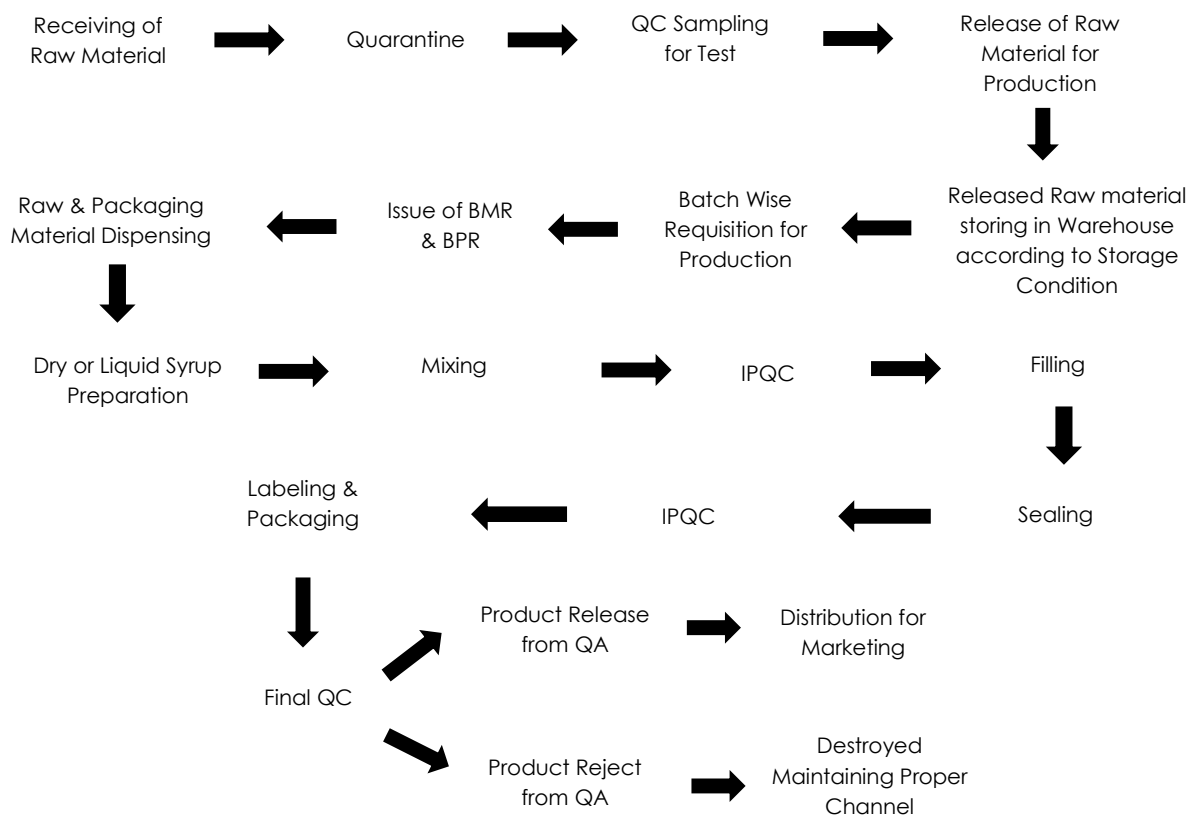 Receiving of
Raw Material
Quarantine
QC Sampling
for Test
Release of Raw
Material for
Production
Released Raw material
storing in Warehouse
according to Storage
Condition
Batch Wise
Requisition for
Production
Issue of BMR
& BPR
Raw & Packaging
Material Dispensing
Dry or Liquid Syrup
Preparation
Mixing
IPQC
Filling
Sealing
IPQC
Labeling &
Packaging
Final QC
Product Release
from QA
Distribution for
Marketing
Product Reject
from QA
Destroyed
Maintaining Proper
Channel